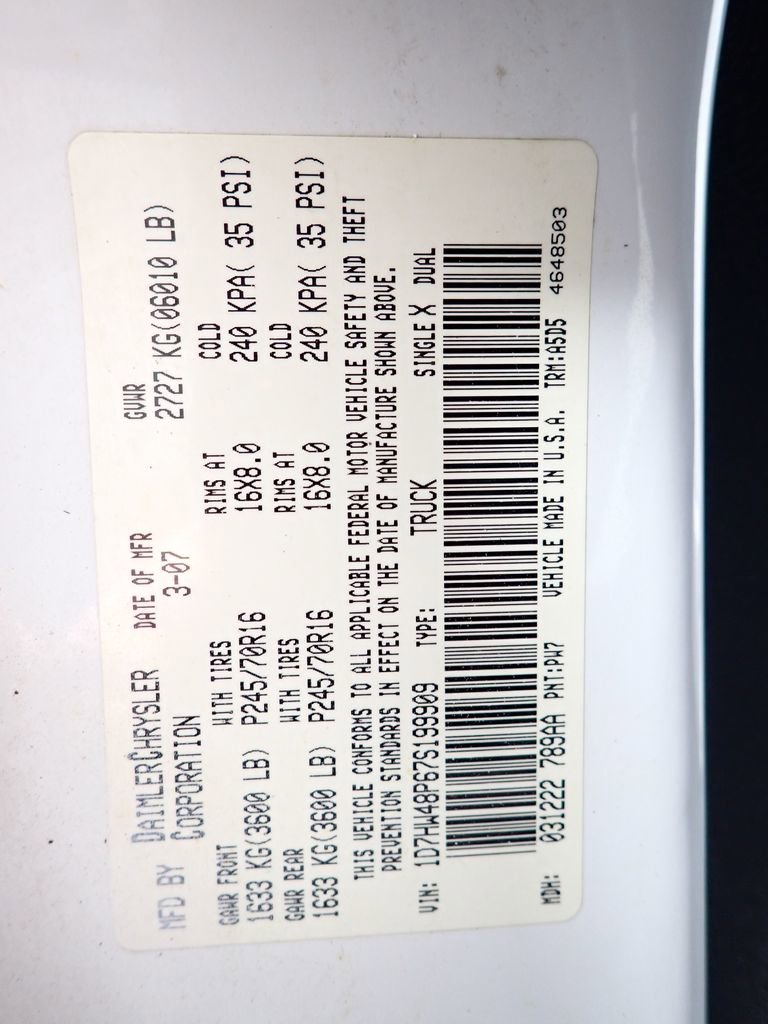 MFD BY DAIMLERCHRYSLER CORPORATION DATE OF MFR 3-07 GVWR 2727 KG(06010 LB)
GAWR FRONT WITH TIRES RIMS AT COLD
1633 KG(3600 LB) P245/70R16 16X8.0 240 KPA( 35 PSI)
GAWR REAR WITH TIRES RIMS AT COLD
1633 KG(3600 LB) P245/70R16 16X8.0 240 KPA( 35 PSI)
THIS VEHICLE CONFORMS TO ALL APPLICABLE FEDERAL MOTOR VEHICLE SAFETY AND THEFT
PREVENTION STANDARDS IN EFFECT ON THE DATE OF MANUFACTURE SHOWN ABOVE.
VIN: 1D7HW48P67S199909 TYPE: TRUCK SINGLE X DUAL
MDH: 031222 789AA PNT:PW7 VEHICLE MADE IN U.S.A. TRM:A5D5 4648503